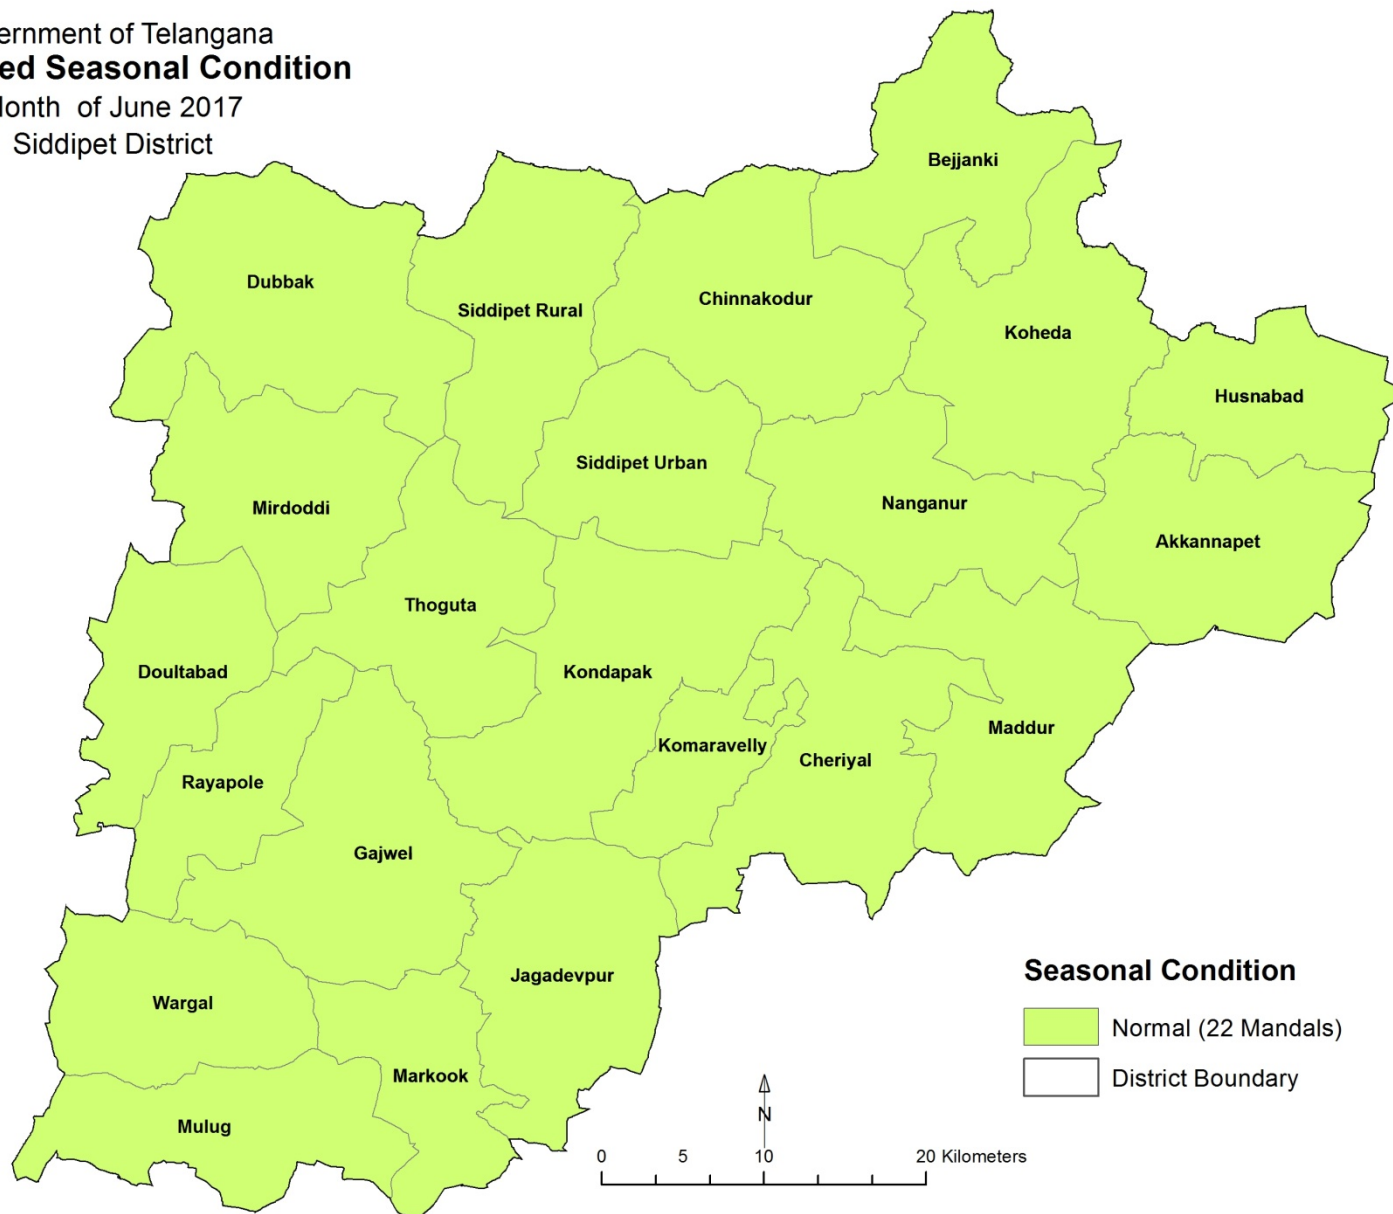 ernment of Telangana
ed Seasonal Condition
onth of June 2017
Siddipet District
Bejjanki
Dubbak
Siddipet Rural
Chinnakodur
Koheda
Husnabad
Siddipet Urban
Mirdoddi
Nanganur
Akkannapet
Thoguta
Doultabad
Kondapak
Maddur
Komaravelly
Cheriyal
Rayapole
Gajwel
Jagadevpur
Wargal
Markook
Mulug
Seasonal Condition
Normal (22 Mandals)
District Boundary
N
0 5 10 20 Kilometers